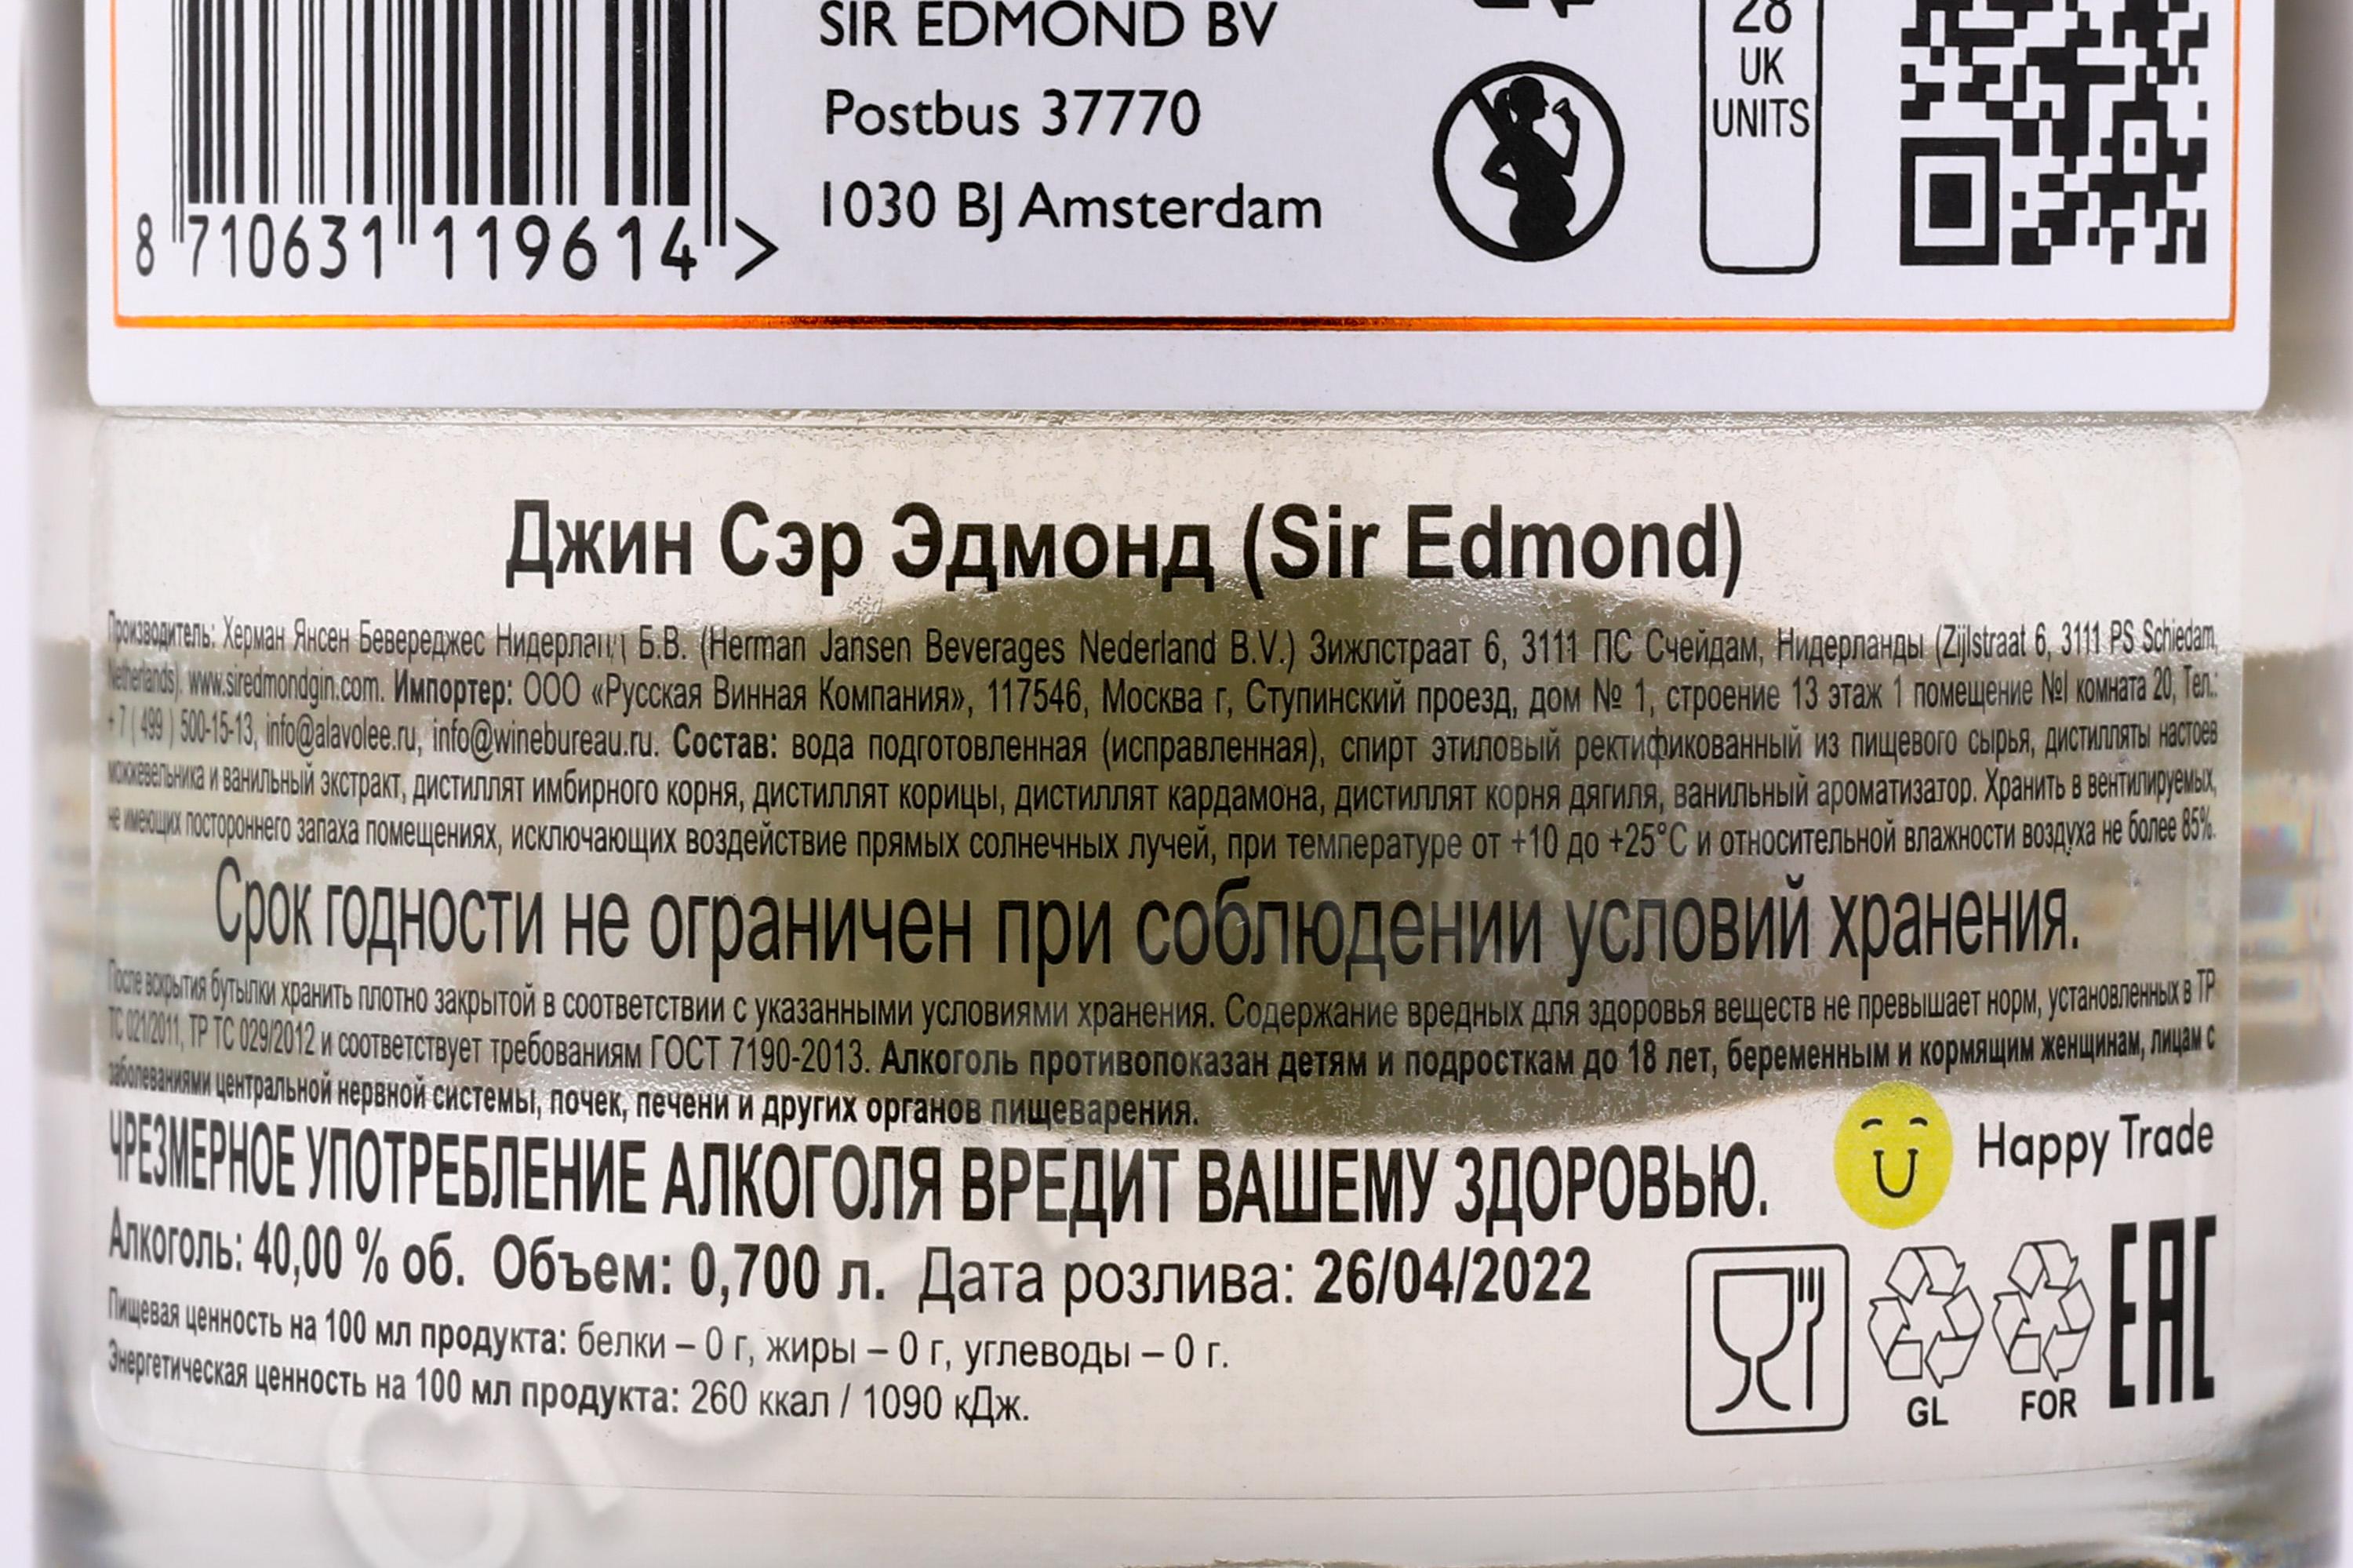 SIR EDMOND BV
Postbus 37770
1030 BJ Amsterdam
28
UK
UNITS
8 710631 119614 >
Джин Сэр Эдмонд (Sir Edmond)
Производитель: Херман Янсен Бевереджес Нидерланд Б.В. (Herman Jansen Beverages Nederland B.V.) Зижлстраат 6, 3111 ПС Счейдам, Нидерланды (Zijlstraat 6, 3111 PS Schiedam,
Netherlands). www.siredmondgin.com. Импортер: ООО «Русская Винная Компания», 117546, Москва г, Ступинский проезд, дом № 1, строение 13 этаж 1 помещение №I комната 20, Тел.:
+ 7 ( 499 ) 500-15-13, info@alavolee.ru, info@winebureau.ru. Состав: вода подготовленная (исправленная), спирт этиловый ректификованный из пищевого сырья, дистилляты настоев
можжевельника и ванильный экстракт, дистиллят имбирного корня, дистиллят корицы, дистиллят кардамона, дистиллят корня дягиля, ванильный ароматизатор. Хранить в вентилируемых,
не имеющих постороннего запаха помещениях, исключающих воздействие прямых солнечных лучей, при температуре от +10 до +25°С и относительной влажности воздуха не более 85%.
Срок годности не ограничен при соблюдении условий хранения.
После вскрытия бутылки хранить плотно закрытой в соответствии с указанными условиями хранения. Содержание вредных для здоровья веществ не превышает норм, установленных в ТР
ТС 021/2011, ТР ТС 029/2012 и соответствует требованиям ГОСТ 7190-2013. Алкоголь противопоказан детям и подросткам до 18 лет, беременным и кормящим женщинам, лицам с
заболеваниями центральной нервной системы, почек, печени и других органов пищеварения.
ЧРЕЗМЕРНОЕ УПОТРЕБЛЕНИЕ АЛКОГОЛЯ ВРЕДИТ ВАШЕМУ ЗДОРОВЬЮ.
Happy Trade
Алкоголь: 40,00 % об. Объем: 0,700 л. Дата розлива: 26/04/2022
Пищевая ценность на 100 мл продукта: белки – 0 г, жиры – 0 г, углеводы – 0 г.
Энергетическая ценность на 100 мл продукта: 260 ккал / 1090 кДж.
GL
FOR
EAC